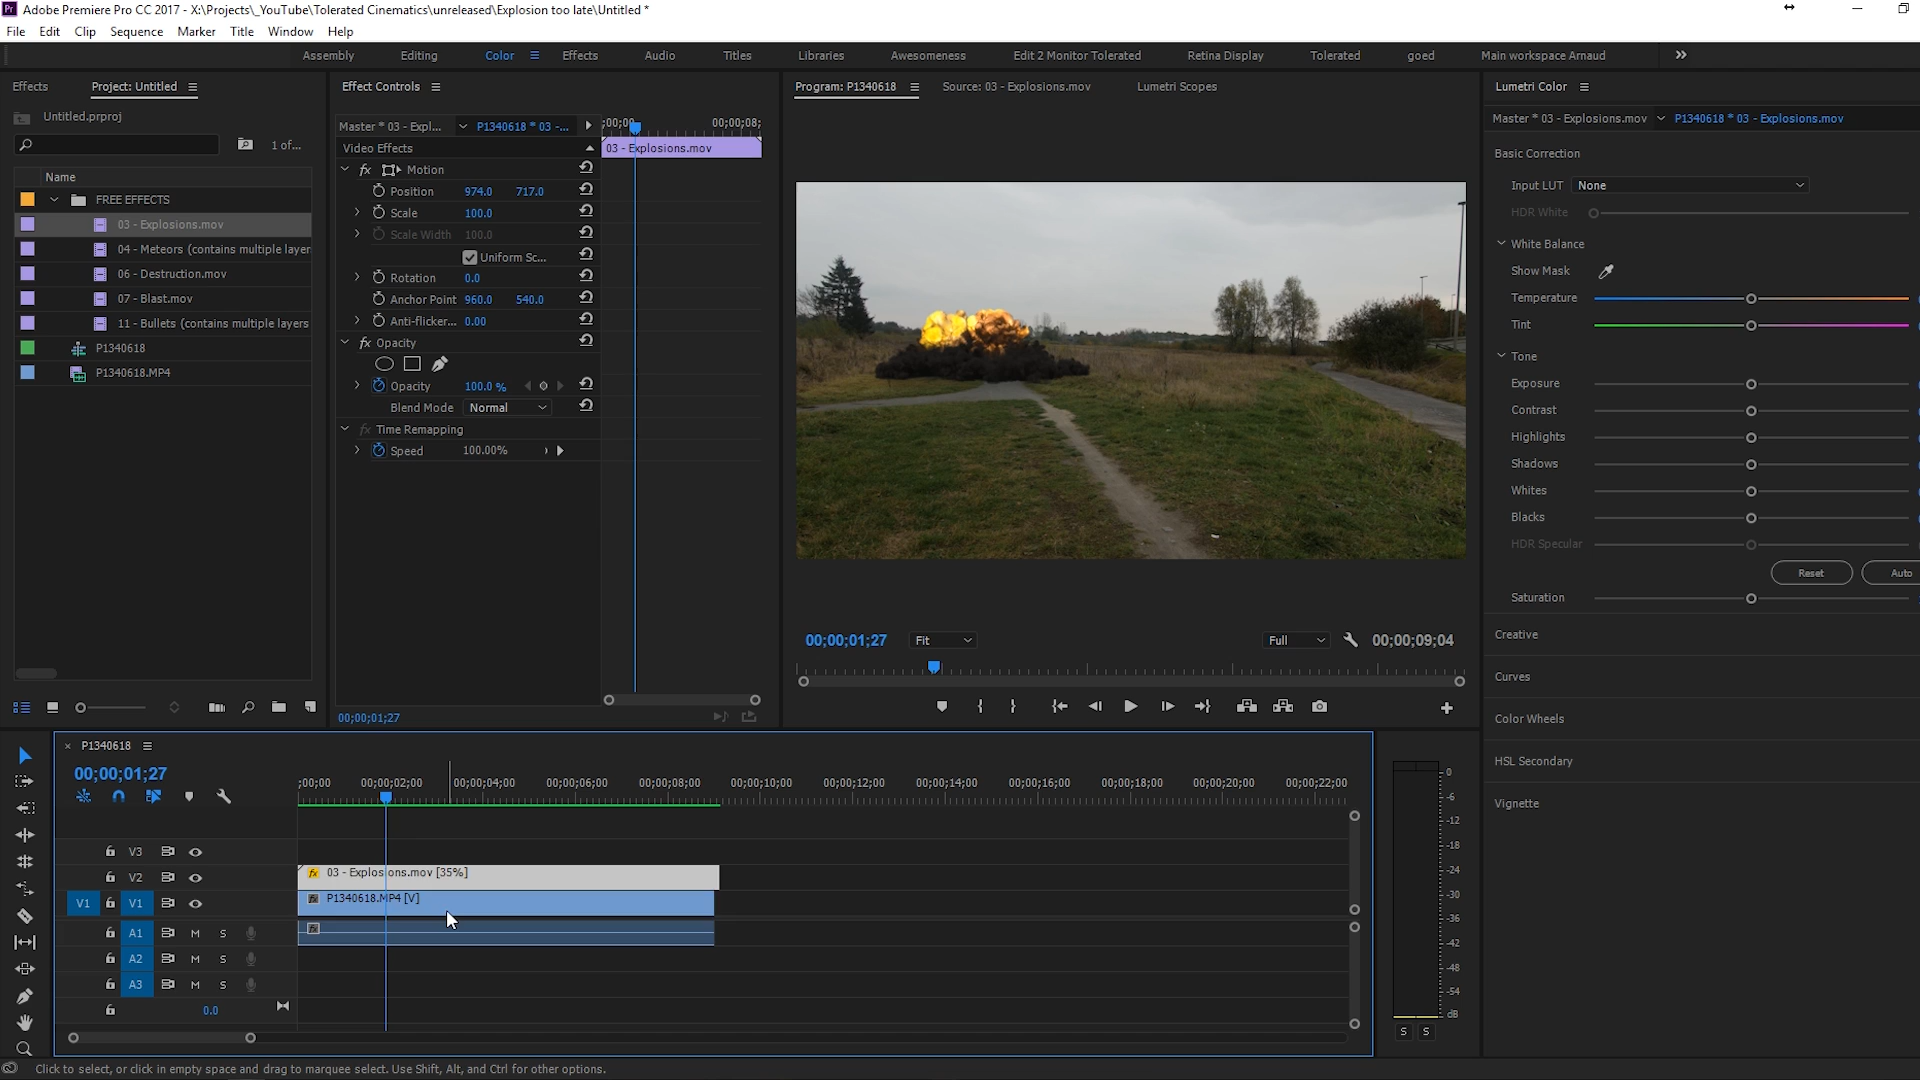 Adobe Premiere Pro CC 2017 - X:\Projects\_YouTube\Tolerated Cinematics\unreleased\Explosion too late\Untitled *
File Edit Clip Sequence Marker Title Window Help
Assembly Editing Color Effects Audio Titles Libraries Awesomeness Edit 2 Monitor Tolerated Retina Display Tolerated goed Main workspace Arnaud
Effects Project: Untitled
Untitled.prproj
1 of...
Name
FREE EFFECTS
03 - Explosions.mov
04 - Meteors (contains multiple layer
06 - Destruction.mov
07 - Blast.mov
11 - Bullets (contains multiple layers
P1340618
P1340618.MP4
Effect Controls
Master * 03 - Expl... P1340618 * 03 -...
;00;00 00;00;08;
Video Effects
03 - Explosions.mov
fx Motion
Position 974.0 717.0
Scale 100.0
Scale Width 100.0
Uniform Sc...
Rotation 0.0
Anchor Point 960.0 540.0
Anti-flicker... 0.00
fx Opacity
Opacity 100.0 %
Blend Mode Normal
fx Time Remapping
Speed 100.00%
00;00;01;27
Program: P1340618 Source: 03 - Explosions.mov Lumetri Scopes
00;00;01;27 Fit Full 00;00;09;04
Lumetri Color
Master * 03 - Explosions.mov P1340618 * 03 - Explosions.mov
Basic Correction
Input LUT None
HDR White
White Balance
Show Mask
Temperature
Tint
Tone
Exposure
Contrast
Highlights
Shadows
Whites
Blacks
HDR Specular
Reset Auto
Saturation
Creative
Curves
Color Wheels
HSL Secondary
Vignette
× P1340618
00;00;01;27
;00;00 00;00;02;00 00;00;04;00 00;00;06;00 00;00;08;00 00;00;10;00 00;00;12;00 00;00;14;00 00;00;16;00 00;00;18;00 00;00;20;00 00;00;22;00
V3
V2 fx 03 - Explosions.mov [35%]
V1 V1 fx P1340618.MP4 [V]
A1 M S fx
A2 M S
A3 M S
0.0
0
-6
-12
-18
-24
-30
-36
-42
-48
-54
dB
S S
Click to select, or click in empty space and drag to marquee select. Use Shift, Alt, and Ctrl for other options.